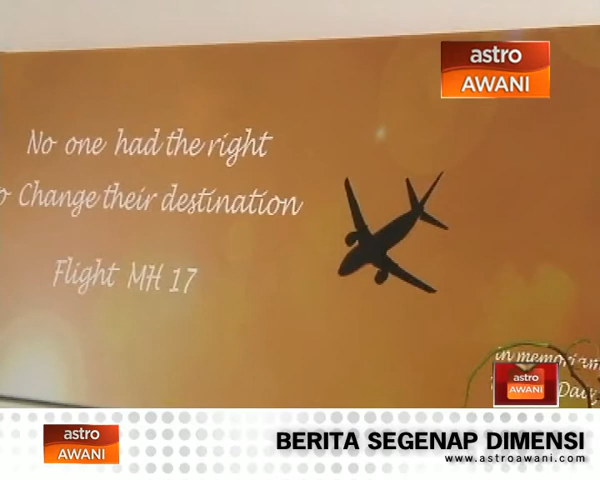 astro
AWANI
No one had the right
to Change their destination
Flight MH 17
in memoriam
astro
AWANI
astro
AWANI
BERITA SEGENAP DIMENSI
www.astroawani.com